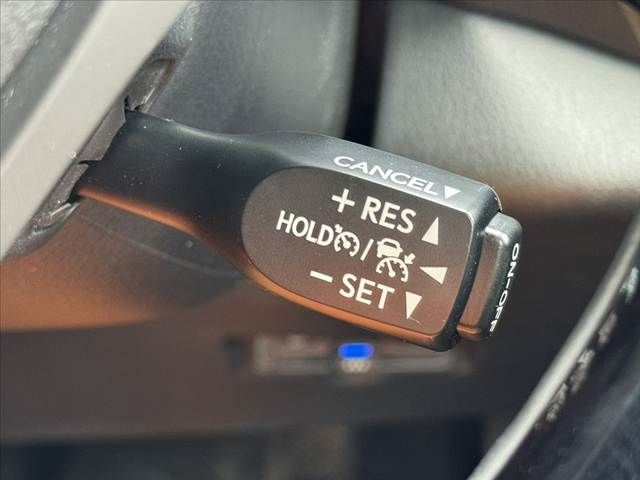 CANCEL▼
+ RES ▲
HOLD / ◀
− SET ▼
ON-OFF